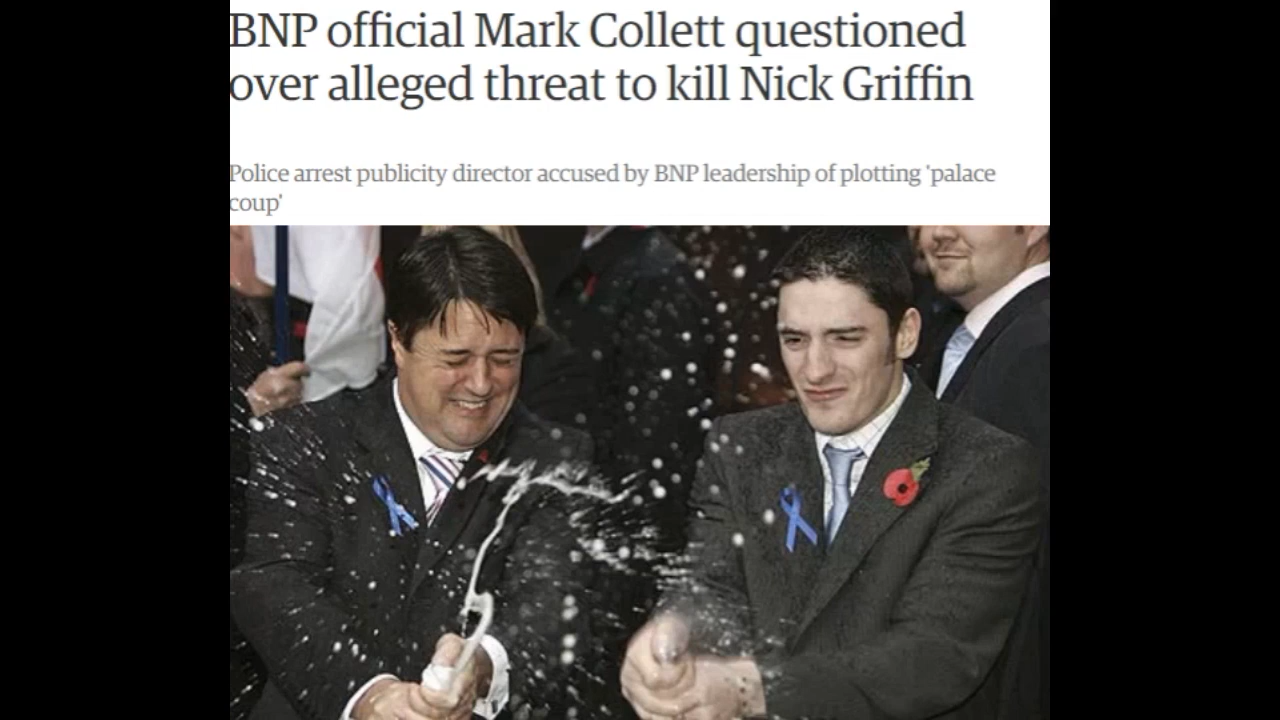 BNP official Mark Collett questioned
over alleged threat to kill Nick Griffin
Police arrest publicity director accused by BNP leadership of plotting 'palace
coup'